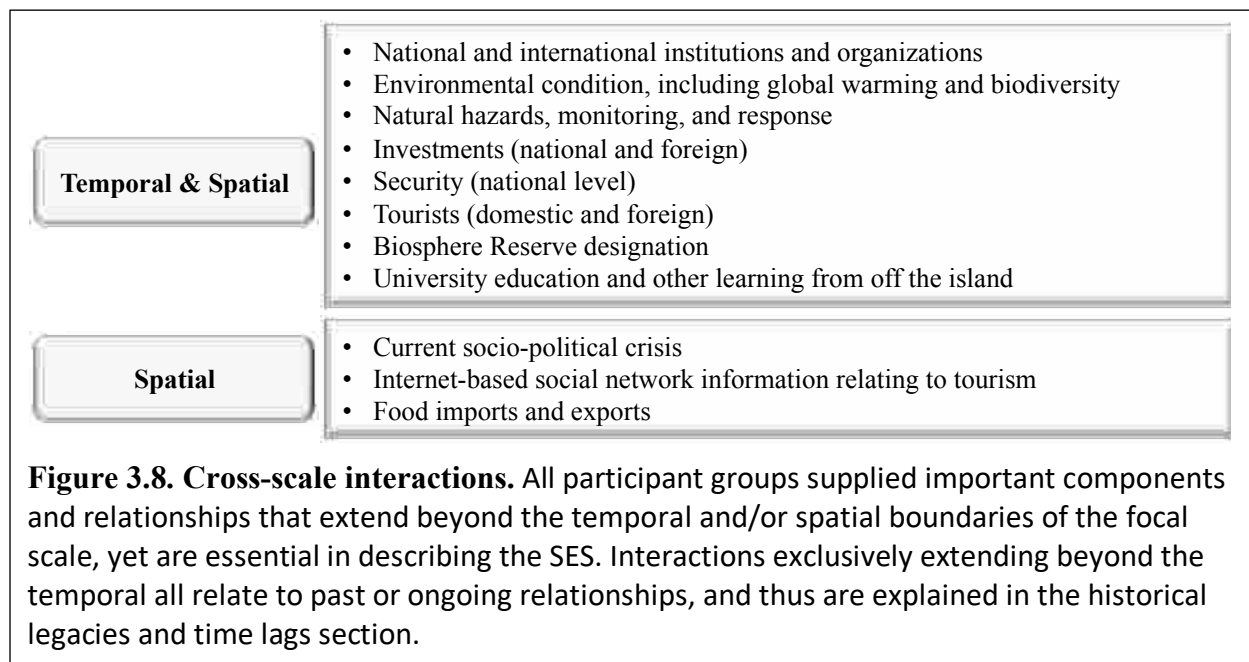 Temporal & Spatial
• National and international institutions and organizations
• Environmental condition, including global warming and biodiversity
• Natural hazards, monitoring, and response
• Investments (national and foreign)
• Security (national level)
• Tourists (domestic and foreign)
• Biosphere Reserve designation
• University education and other learning from off the island
Spatial
• Current socio-political crisis
• Internet-based social network information relating to tourism
• Food imports and exports
Figure 3.8. Cross-scale interactions. All participant groups supplied important components
and relationships that extend beyond the temporal and/or spatial boundaries of the focal
scale, yet are essential in describing the SES. Interactions exclusively extending beyond the
temporal all relate to past or ongoing relationships, and thus are explained in the historical
legacies and time lags section.